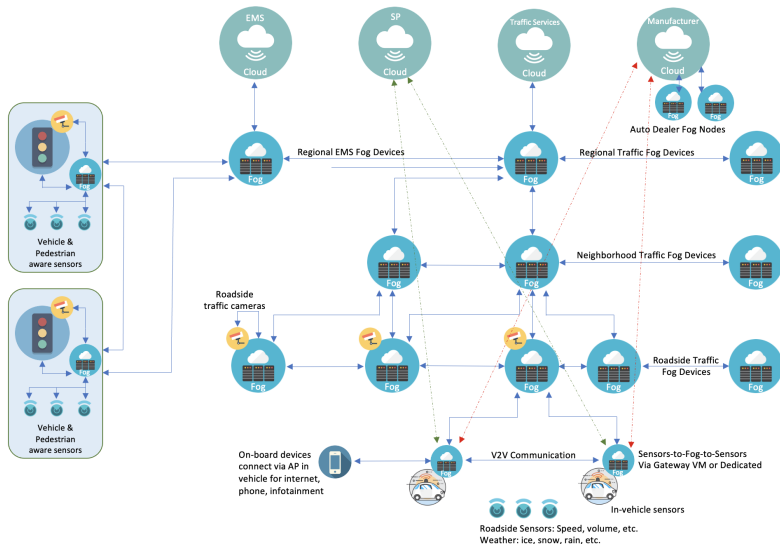 EMS
SP
Traffic Services
Manufacturer
Cloud
Cloud
Cloud
Cloud
Fog
Fog
Auto Dealer Fog Nodes
Fog
Vehicle &
Pedestrian
aware sensors
Fog
Regional EMS Fog Devices
Fog
Regional Traffic Fog Devices
Fog
Fog
Fog
Neighborhood Traffic Fog Devices
Fog
Fog
Vehicle &
Pedestrian
aware sensors
Roadside
traffic cameras
Fog
Fog
Fog
Fog
Roadside Traffic
Fog Devices
Fog
On-board devices
connect via AP in
vehicle for internet,
phone, infotainment
Fog
V2V Communication
Fog
Sensors-to-Fog-to-Sensors
Via Gateway VM or Dedicated
In-vehicle sensors
Roadside Sensors: Speed, volume, etc.
Weather: ice, snow, rain, etc.